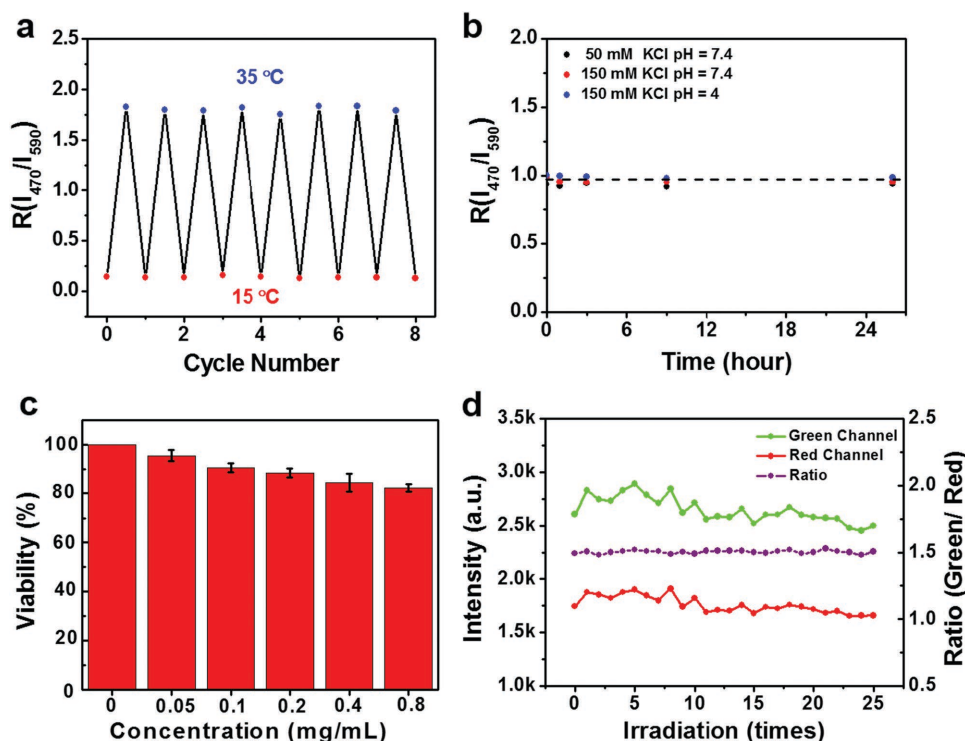 a
R(I470/I590)
2.5
2.0
1.5
1.0
0.5
0.0
35 °C
15 °C
0 2 4 6 8
Cycle Number
b
R(I470/I590)
2.0
1.5
1.0
0.5
0.0
50 mM KCl pH = 7.4
150 mM KCl pH = 7.4
150 mM KCl pH = 4
0 6 12 18 24
Time (hour)
c
Viability (%)
100
80
60
40
20
0
0 0.05 0.1 0.2 0.4 0.8
Concentration (mg/mL)
d
Intensity (a.u.)
3.5k
3.0k
2.5k
2.0k
1.5k
1.0k
Green Channel
Red Channel
Ratio
2.5
2.0
1.5
1.0
0.5
Ratio (Green/ Red)
0 5 10 15 20 25
Irradiation (times)